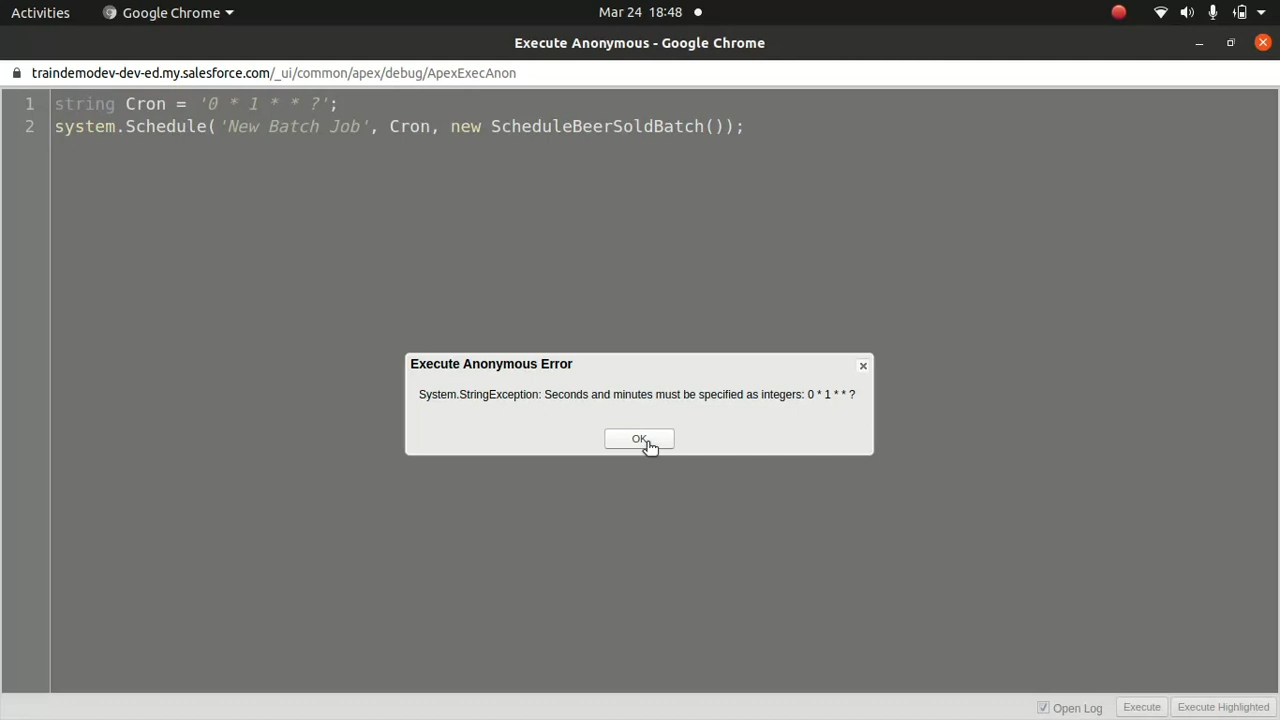 Activities
Google Chrome
Mar 24 18:48
Execute Anonymous - Google Chrome
traindemodev-dev-ed.my.salesforce.com/_ui/common/apex/debug/ApexExecAnon
1 string Cron = '0 * 1 * * ?';
2 system.Schedule('New Batch Job', Cron, new ScheduleBeerSoldBatch());
Execute Anonymous Error
System.StringException: Seconds and minutes must be specified as integers: 0 * 1 * * ?
OK
Open Log
Execute
Execute Highlighted